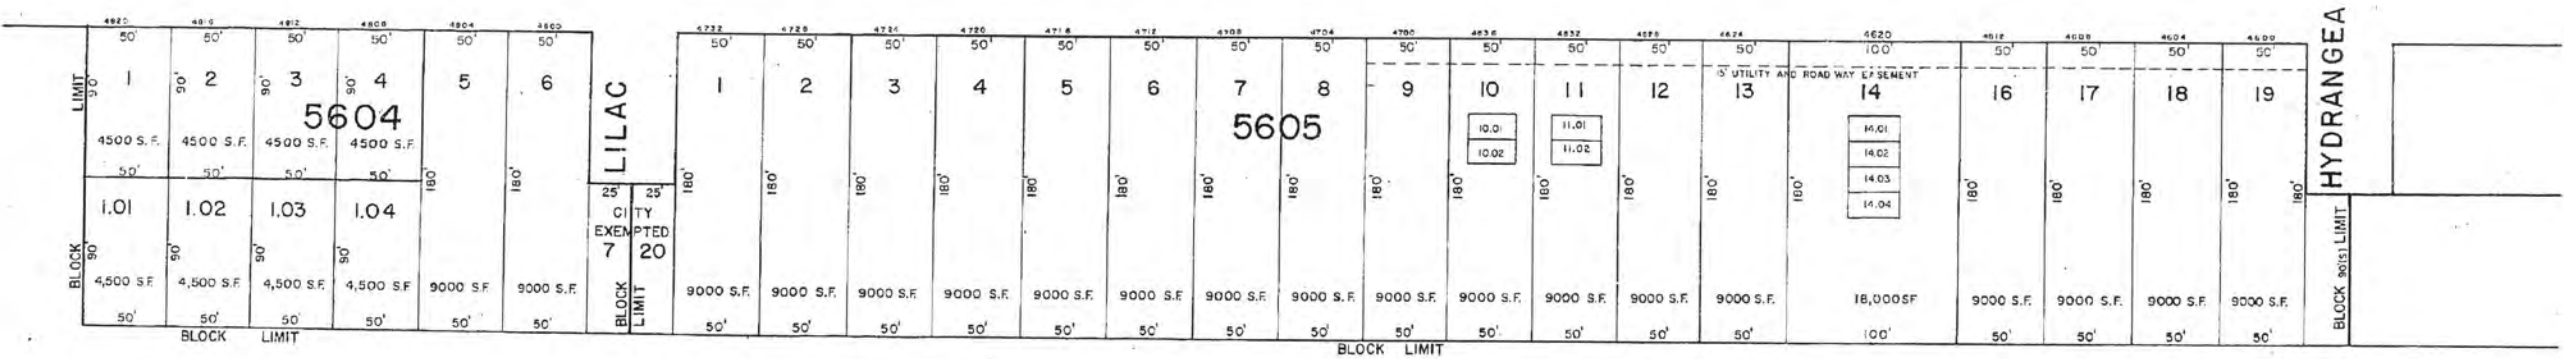 4820 4816 4812 4808 4804 4800
50' 50' 50' 50' 50' 50'
LIMIT
90' 1 90' 2 90' 3 90' 4 5 6
5604
4500 S.F. 4500 S.F. 4500 S.F. 4500 S.F.
50' 50' 50' 50'
180' 180'
1.01 1.02 1.03 1.04
BLOCK
90' 90' 90' 90'
4,500 S.F. 4,500 S.F. 4,500 S.F. 4,500 S.F. 9000 S.F. 9000 S.F.
50' 50' 50' 50' 50' 50'
BLOCK LIMIT
LILAC
25' 25'
CITY
EXEMPTED
7 20
BLOCK
LIMIT
4732 4728 4724 4720 4712 4704 4700 4832 4624 4620 4612 4608 4604 4600
50' 50' 50' 50' 50' 50' 50' 50' 50' 50' 50' 50' 50' 100' 50' 50' 50' 50'
15' UTILITY AND ROAD WAY EASEMENT
1 2 3 4 5 6 7 8 9 10 11 12 13 14 16 17 18 19
5605
10.01 11.01 14.01
10.02 11.02 14.02
14.03
14.04
180' 180' 180' 180' 180' 180' 180' 180' 180' 180' 180' 180' 180' 180' 180' 180' 180' 180' 180'
9000 S.F. 9000 S.F. 9000 S.F. 9000 S.F. 9000 S.F. 9000 S.F. 9000 S.F. 9000 S.F. 9000 S.F. 9000 S.F. 9000 S.F. 9000 S.F. 9000 S.F. 18,000SF 9000 S.F. 9000 S.F. 9000 S.F. 9000 S.F.
50' 50' 50' 50' 50' 50' 50' 50' 50' 50' 50' 50' 50' 100' 50' 50' 50' 50'
BLOCK LIMIT
HYDRANGEA
BLOCK 90'(S) LIMIT